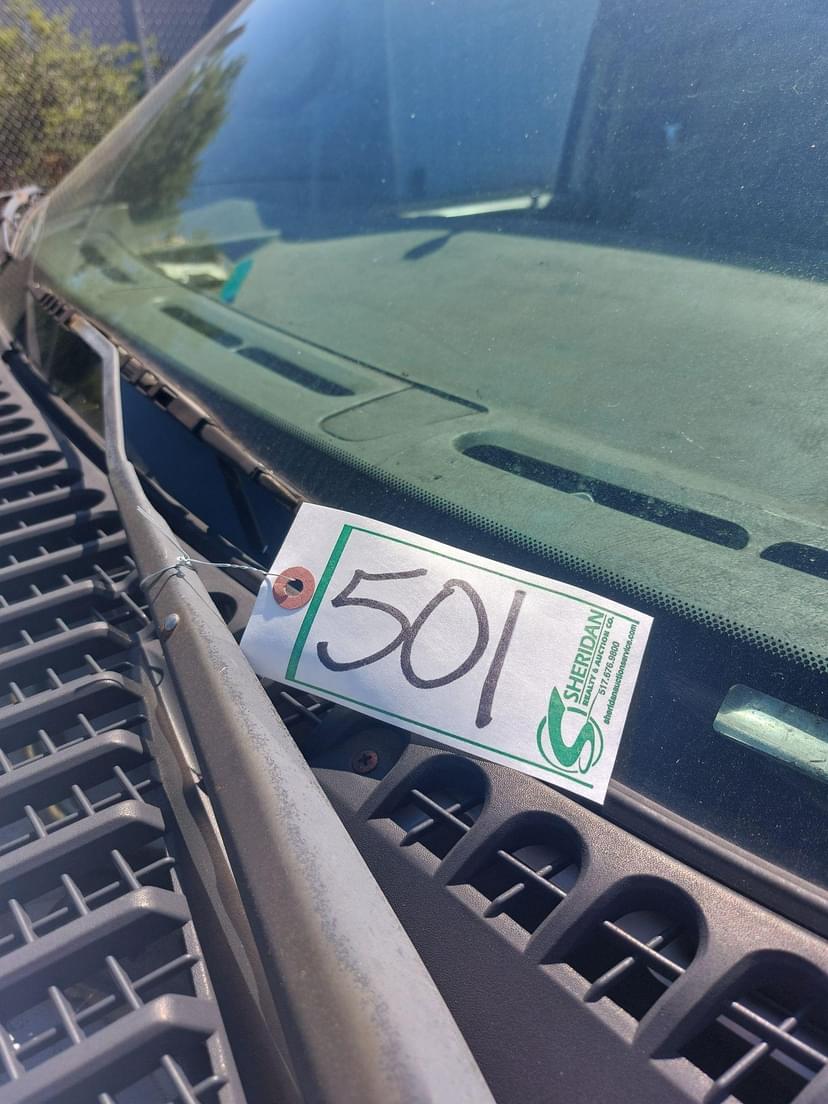 501
SHERIDAN
REALTY & AUCTION CO.
517.676.9800
sheridanauctionservice.com